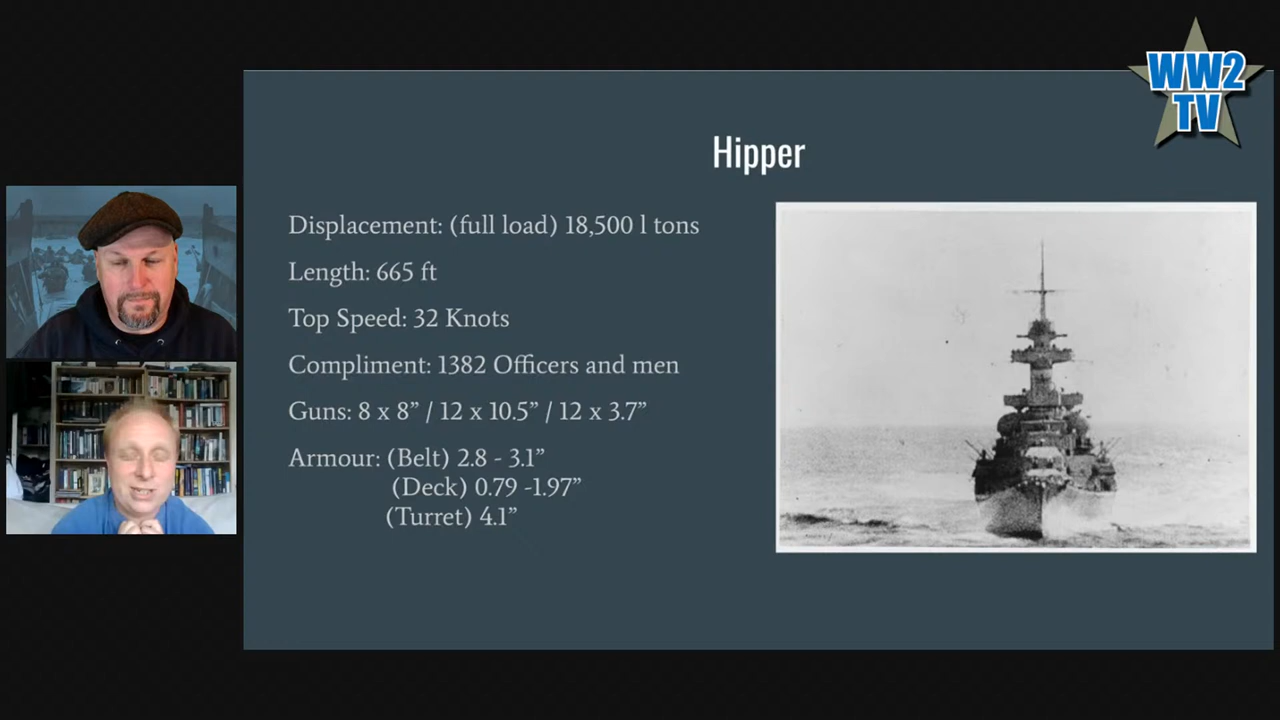 WW2
TV
Hipper
Displacement: (full load) 18,500 l tons
Length: 665 ft
Top Speed: 32 Knots
Compliment: 1382 Officers and men
Guns: 8 x 8” / 12 x 10.5” / 12 x 3.7”
Armour: (Belt) 2.8 - 3.1”
(Deck) 0.79 -1.97”
(Turret) 4.1”